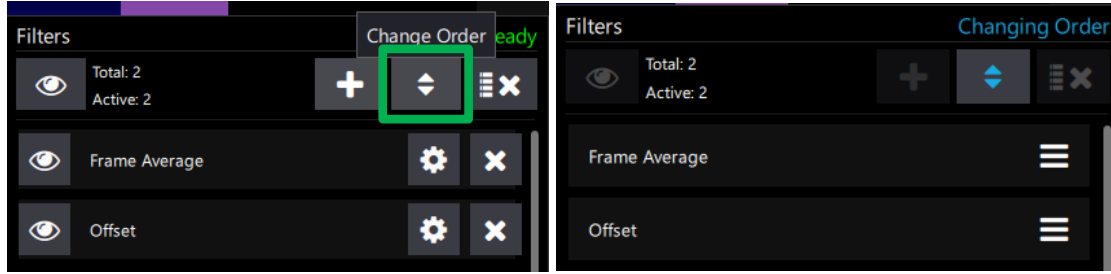 Filters
Change Order
eady
Total: 2
Active: 2
Frame Average
Offset
Filters
Changing Order
Total: 2
Active: 2
Frame Average
Offset